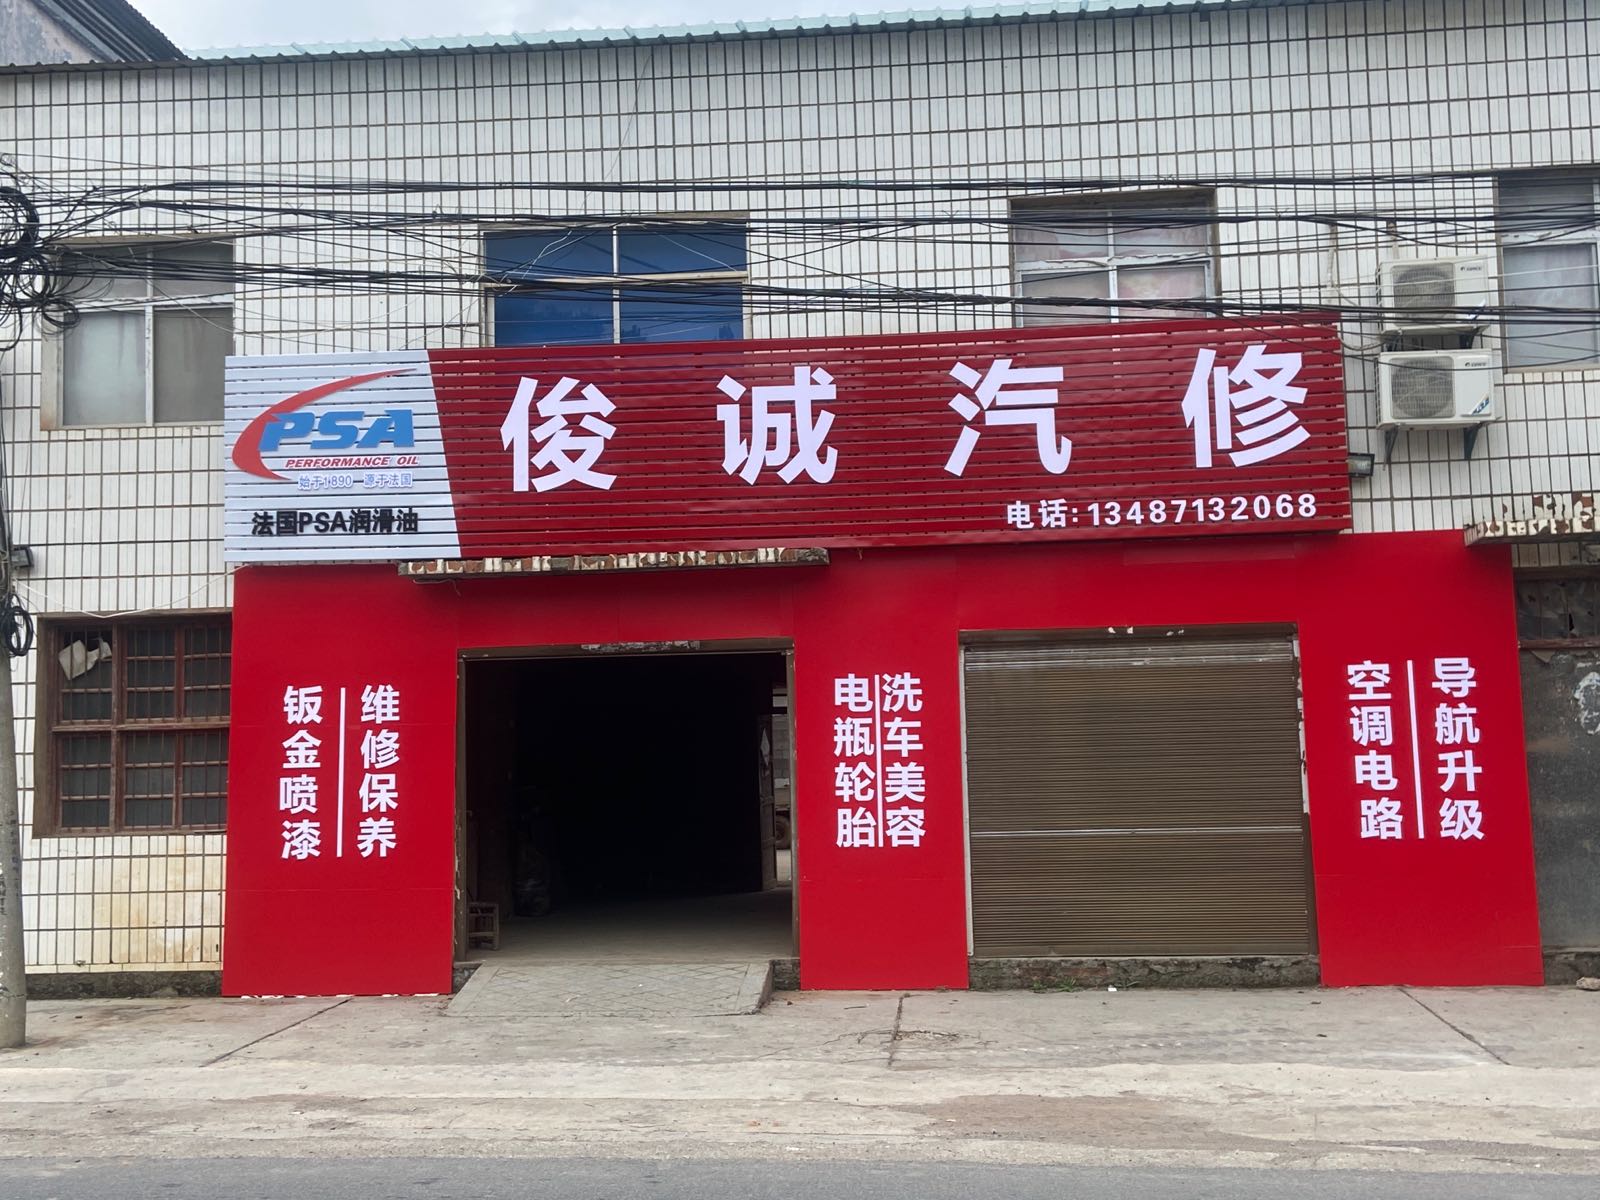 PSA
PERFORMANCE OIL
始于1890 源于法国
法国PSA润滑油
俊诚汽修
电话:13487132068
维修保养
钣金喷漆
洗车美容
电瓶轮胎
导航升级
空调电路